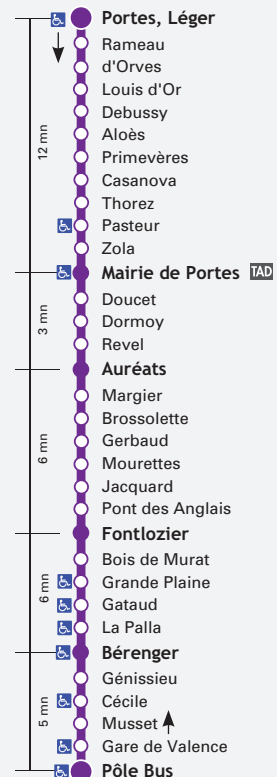 Portes, Léger
Rameau
d'Orves
Louis d'Or
Debussy
12 mn
Aloès
Primevères
Casanova
Thorez
Pasteur
Zola
Mairie de Portes TAD
Doucet
3 mn
Dormoy
Revel
Auréats
Margier
Brossolette
6 mn
Gerbaud
Mourettes
Jacquard
Pont des Anglais
Fontlozier
Bois de Murat
6 mn
Grande Plaine
Gataud
La Palla
Bérenger
Génissieu
5 mn
Cécile
Musset
Gare de Valence
Pôle Bus